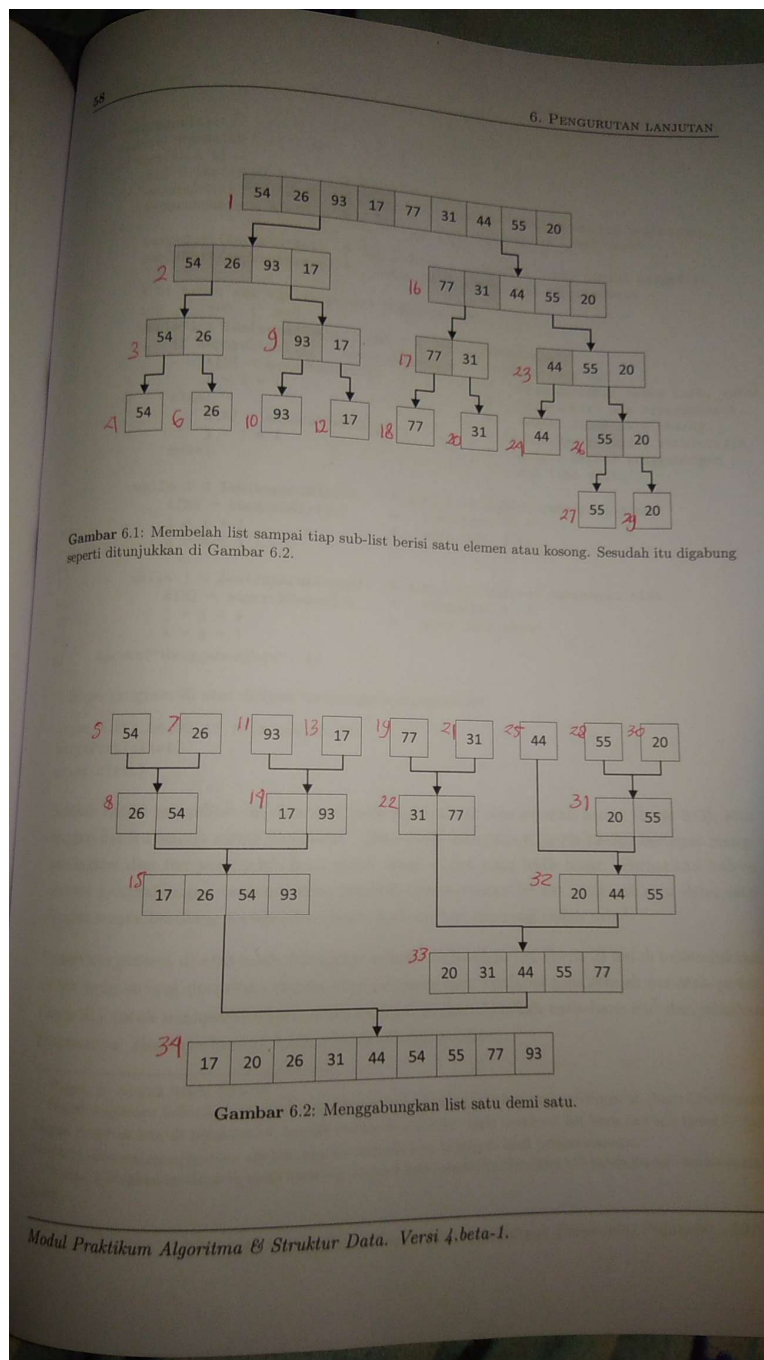 58
6. PENGURUTAN LANJUTAN
1 54 26 93 17 77 31 44 55 20
2 54 26 93 17
16 77 31 44 55 20
3 54 26
9 93 17
17 77 31
23 44 55 20
4 54
6 26
10 93
12 17
18 77
20 31
24 44
26 55 20
27 55
29 20
Gambar 6.1: Membelah list sampai tiap sub-list berisi satu elemen atau kosong. Sesudah itu digabung
seperti ditunjukkan di Gambar 6.2.
5 54
7 26
11 93
13 17
19 77
21 31
25 44
28 55
30 20
8 26 54
14 17 93
22 31 77
31 20 55
15 17 26 54 93
32 20 44 55
33 20 31 44 55 77
34 17 20 26 31 44 54 55 77 93
Gambar 6.2: Menggabungkan list satu demi satu.
Modul Praktikum Algoritma & Struktur Data. Versi 4.beta-1.